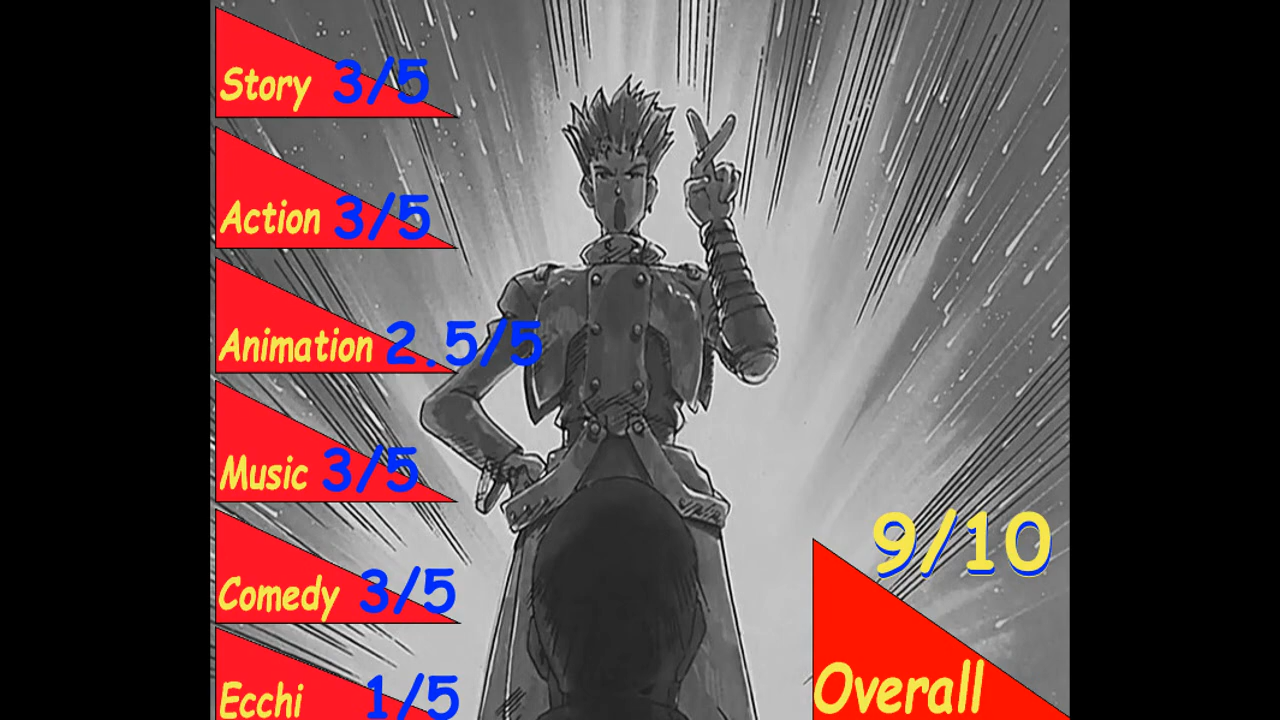 Story 3/5
Action 3/5
Animation 2.5/5
Music 3/5
Comedy 3/5
Ecchi 1/5
9/10
Overall